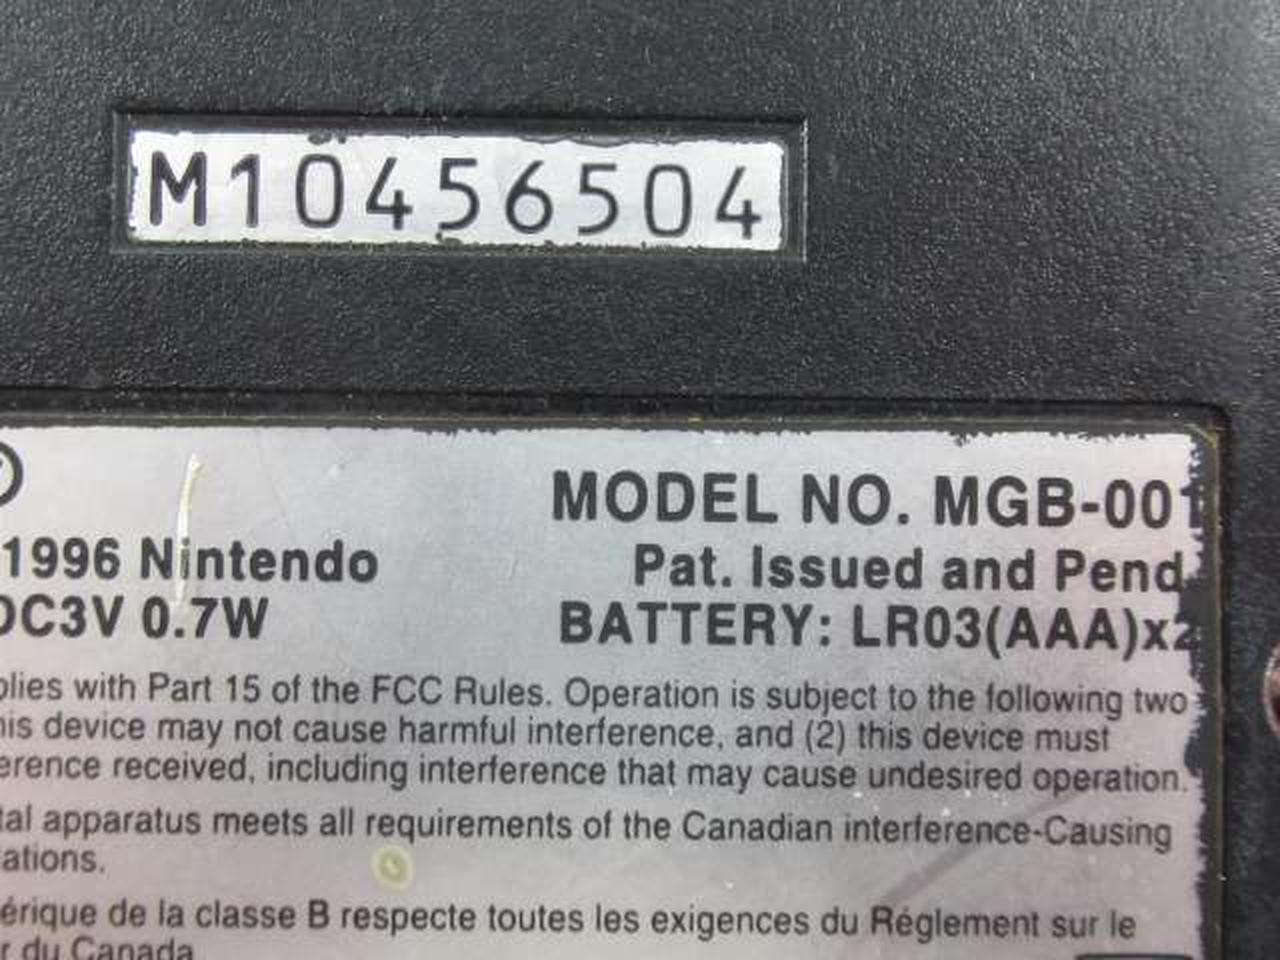 M10456504
MODEL NO. MGB-001
1996 Nintendo
Pat. Issued and Pend
DC3V 0.7W
BATTERY: LR03(AAA)x2
plies with Part 15 of the FCC Rules. Operation is subject to the following two
his device may not cause harmful interference, and (2) this device must
erence received, including interference that may cause undesired operation.
tal apparatus meets all requirements of the Canadian interference-Causing
ations.
érique de la classe B respecte toutes les exigences du Réglement sur le
r du Canada